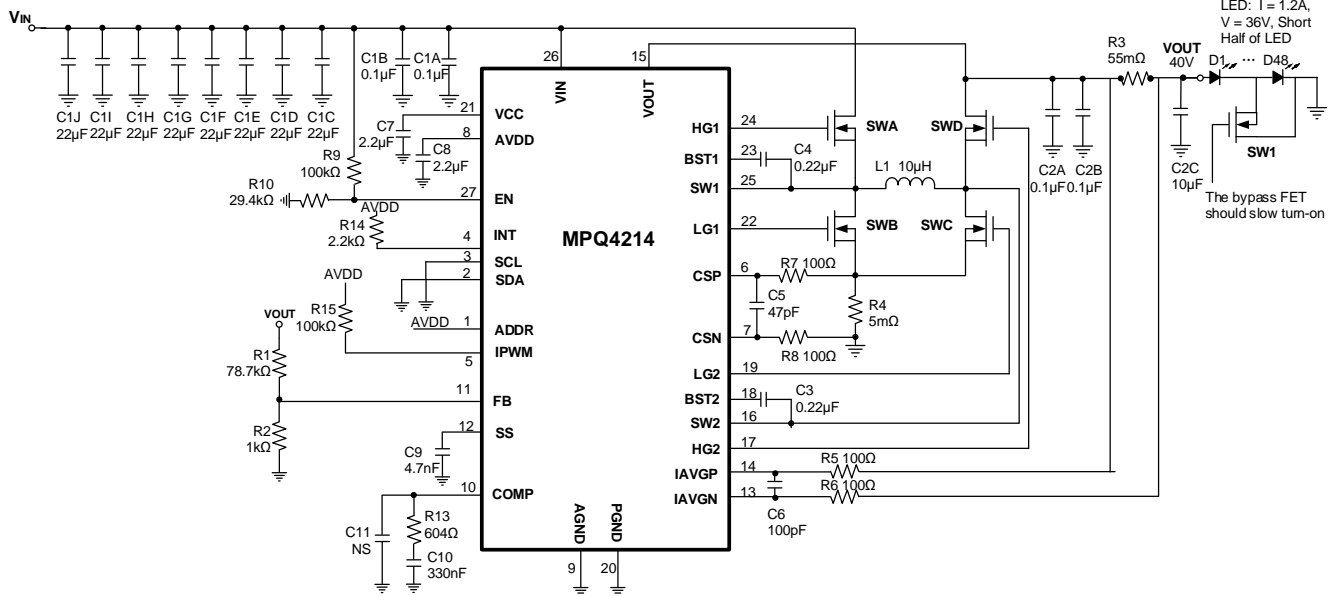 VIN
C1J
22µF
C1I
22µF
C1H
22µF
C1G
22µF
C1F
22µF
C1E
22µF
C1D
22µF
C1C
22µF
C1B
0.1µF
C1A
0.1µF
R9
100kΩ
R10
29.4kΩ
AVDD
R14
2.2kΩ
AVDD
R15
100kΩ
VOUT
R1
78.7kΩ
R2
1kΩ
C7
2.2µF
C8
2.2µF
AVDD
C9
4.7nF
C11
NS
R13
604Ω
C10
330nF
26
VIN
15
VOUT
21
VCC
8
AVDD
27
EN
4
INT
3
SCL
2
SDA
1
ADDR
5
IPWM
11
FB
12
SS
10
COMP
MPQ4214
AGND
9
PGND
20
HG1
24
BST1
23
SW1
25
LG1
22
CSP
6
CSN
7
LG2
19
BST2
18
SW2
16
HG2
17
IAVGP
14
IAVGN
13
C4
0.22µF
SWA
SWD
L1 10µH
SWB
SWC
R7 100Ω
C5
47pF
R4
5mΩ
R8 100Ω
C3
0.22µF
R5 100Ω
R6 100Ω
C6
100pF
C2A
0.1µF
C2B
0.1µF
R3
55mΩ
VOUT
40V
C2C
10µF
LED: I = 1.2A,
V = 36V, Short
Half of LED
D1 ··· D48
SW1
The bypass FET
should slow turn-on